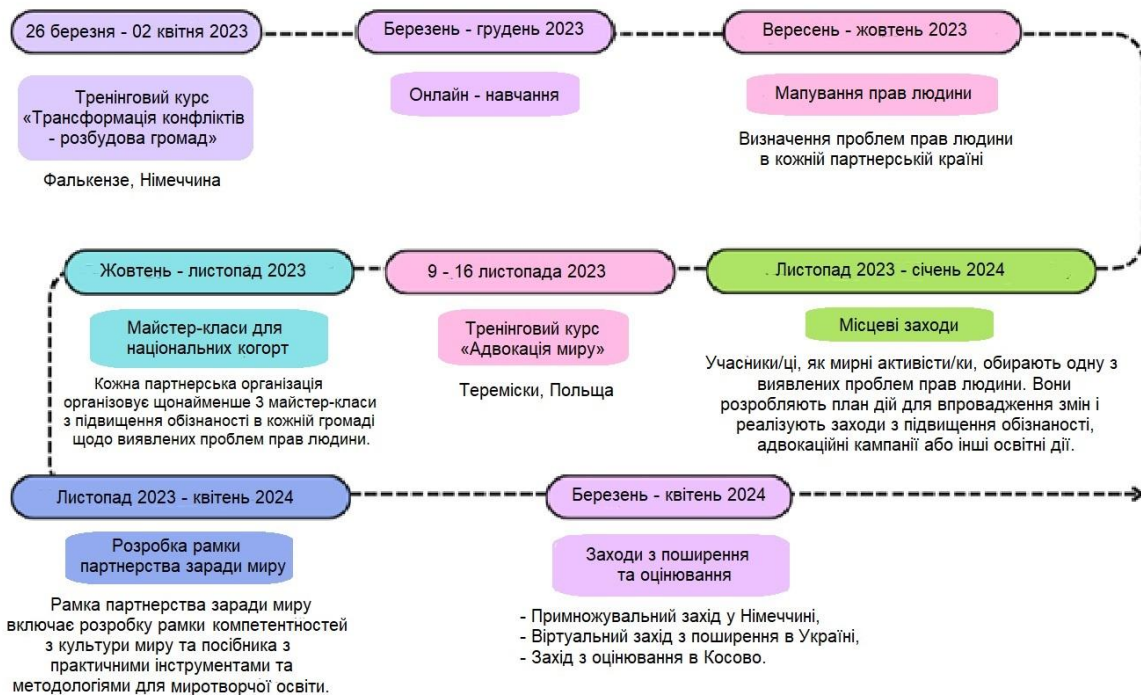 26 березня - 02 квітня 2023
Тренінговий курс
«Трансформація конфліктів
- розбудова громад»
Фалькензе, Німеччина
Березень - грудень 2023
Онлайн - навчання
Вересень - жовтень 2023
Мапування прав людини
Визначення проблем прав людини
в кожній партнерській країні
Жовтень - листопад 2023
Майстер-класи для
національних когорт
Кожна партнерська організація
організовує щонайменше 3 майстер-класи
з підвищення обізнаності в кожній громаді
щодо виявлених проблем прав людини.
9 - 16 листопада 2023
Тренінговий курс
«Адвокація миру»
Тереміски, Польща
Листопад 2023 - січень 2024
Місцеві заходи
Учасники/ці, як мирні активісти/ки, обирають одну з
виявлених проблем прав людини. Вони
розробляють план дій для впровадження змін і
реалізують заходи з підвищення обізнаності,
адвокаційні кампанії або інші освітні дії.
Листопад 2023 - квітень 2024
Розробка рамки
партнерства заради миру
Рамка партнерства заради миру
включає розробку рамки компетентностей
з культури миру та посібника з
практичними інструментами та
методологіями для миротворчої освіти.
Березень - квітень 2024
Заходи з поширення
та оцінювання
- Примножувальний захід у Німеччині,
- Віртуальний захід з поширення в Україні,
- Захід з оцінювання в Косово.